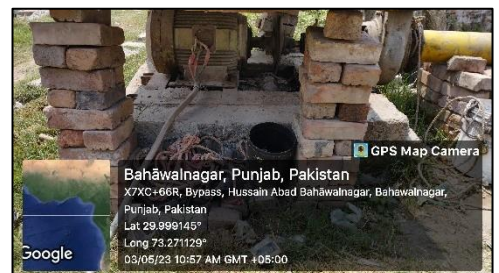 GPS Map Camera
Bahāwalnagar, Punjab, Pakistan
X7XC+66R, Bypass, Hussain Abad Bahāwalnagar, Bahawalnagar,
Punjab, Pakistan
Lat 29.999145°
Long 73.271129°
03/05/23 10:57 AM GMT +05:00
Google